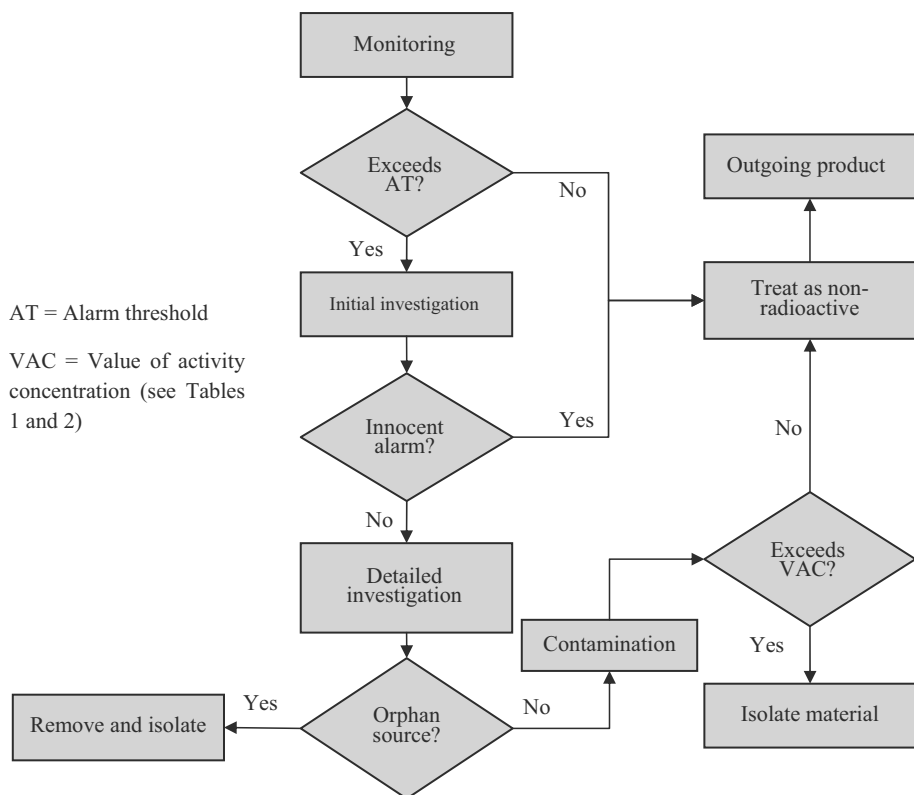 Monitoring
Exceeds
AT?
No
Yes
Outgoing product
Initial investigation
Treat as non-
radioactive
AT = Alarm threshold
VAC = Value of activity
concentration (see Tables
1 and 2)
Innocent
alarm?
Yes
No
No
Detailed
investigation
Exceeds
VAC?
Contamination
Yes
Orphan
source?
Yes
No
Remove and isolate
Isolate material